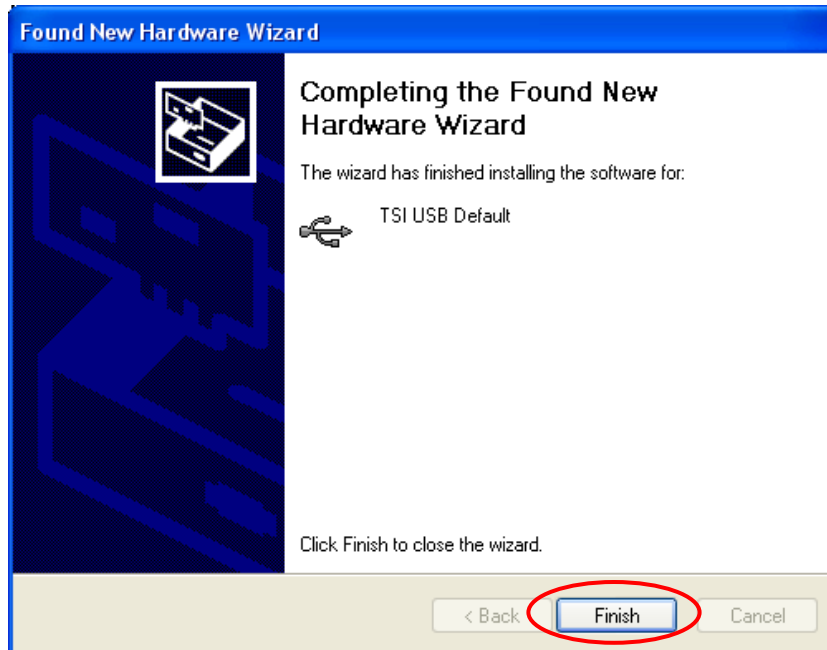 Found New Hardware Wizard
Completing the Found New
Hardware Wizard
The wizard has finished installing the software for:
TSI USB Default
Click Finish to close the wizard.
< Back Finish Cancel